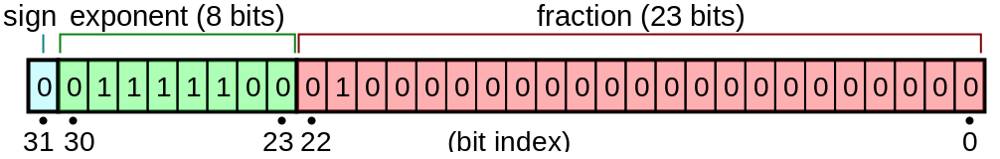 sign exponent (8 bits) fraction (23 bits)
0 0 1 1 1 1 1 0 0 0 1 0 0 0 0 0 0 0 0 0 0 0 0 0 0 0 0 0 0 0 0 0
31 30 23 22 (bit index) 0